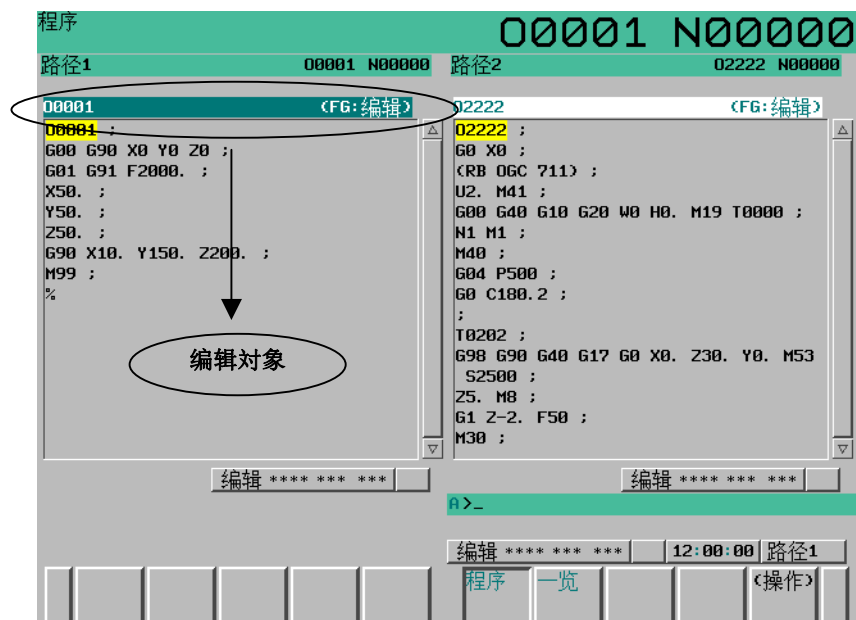 程序
O0001 N00000
路径1 O0001 N00000
O0001 (FG:编辑)
O0001 ;
G00 G90 X0 Y0 Z0 ;
G01 G91 F2000. ;
X50. ;
Y50. ;
Z50. ;
G90 X10. Y150. Z200. ;
M99 ;
%
编辑对象
编辑 **** *** ***
路径2 O2222 N00000
O2222 (FG:编辑)
O2222 ;
G0 X0 ;
(RB OGC 711) ;
U2. M41 ;
G00 G40 G10 G20 W0 H0. M19 T0000 ;
N1 M1 ;
M40 ;
G04 P500 ;
G0 C180.2 ;
;
T0202 ;
G98 G90 G40 G17 G0 X0. Z30. Y0. M53
S2500 ;
Z5. M8 ;
G1 Z-2. F50 ;
M30 ;
编辑 **** *** ***
A>_
编辑 **** *** *** 12:00:00 路径1
程序 一览 (操作)